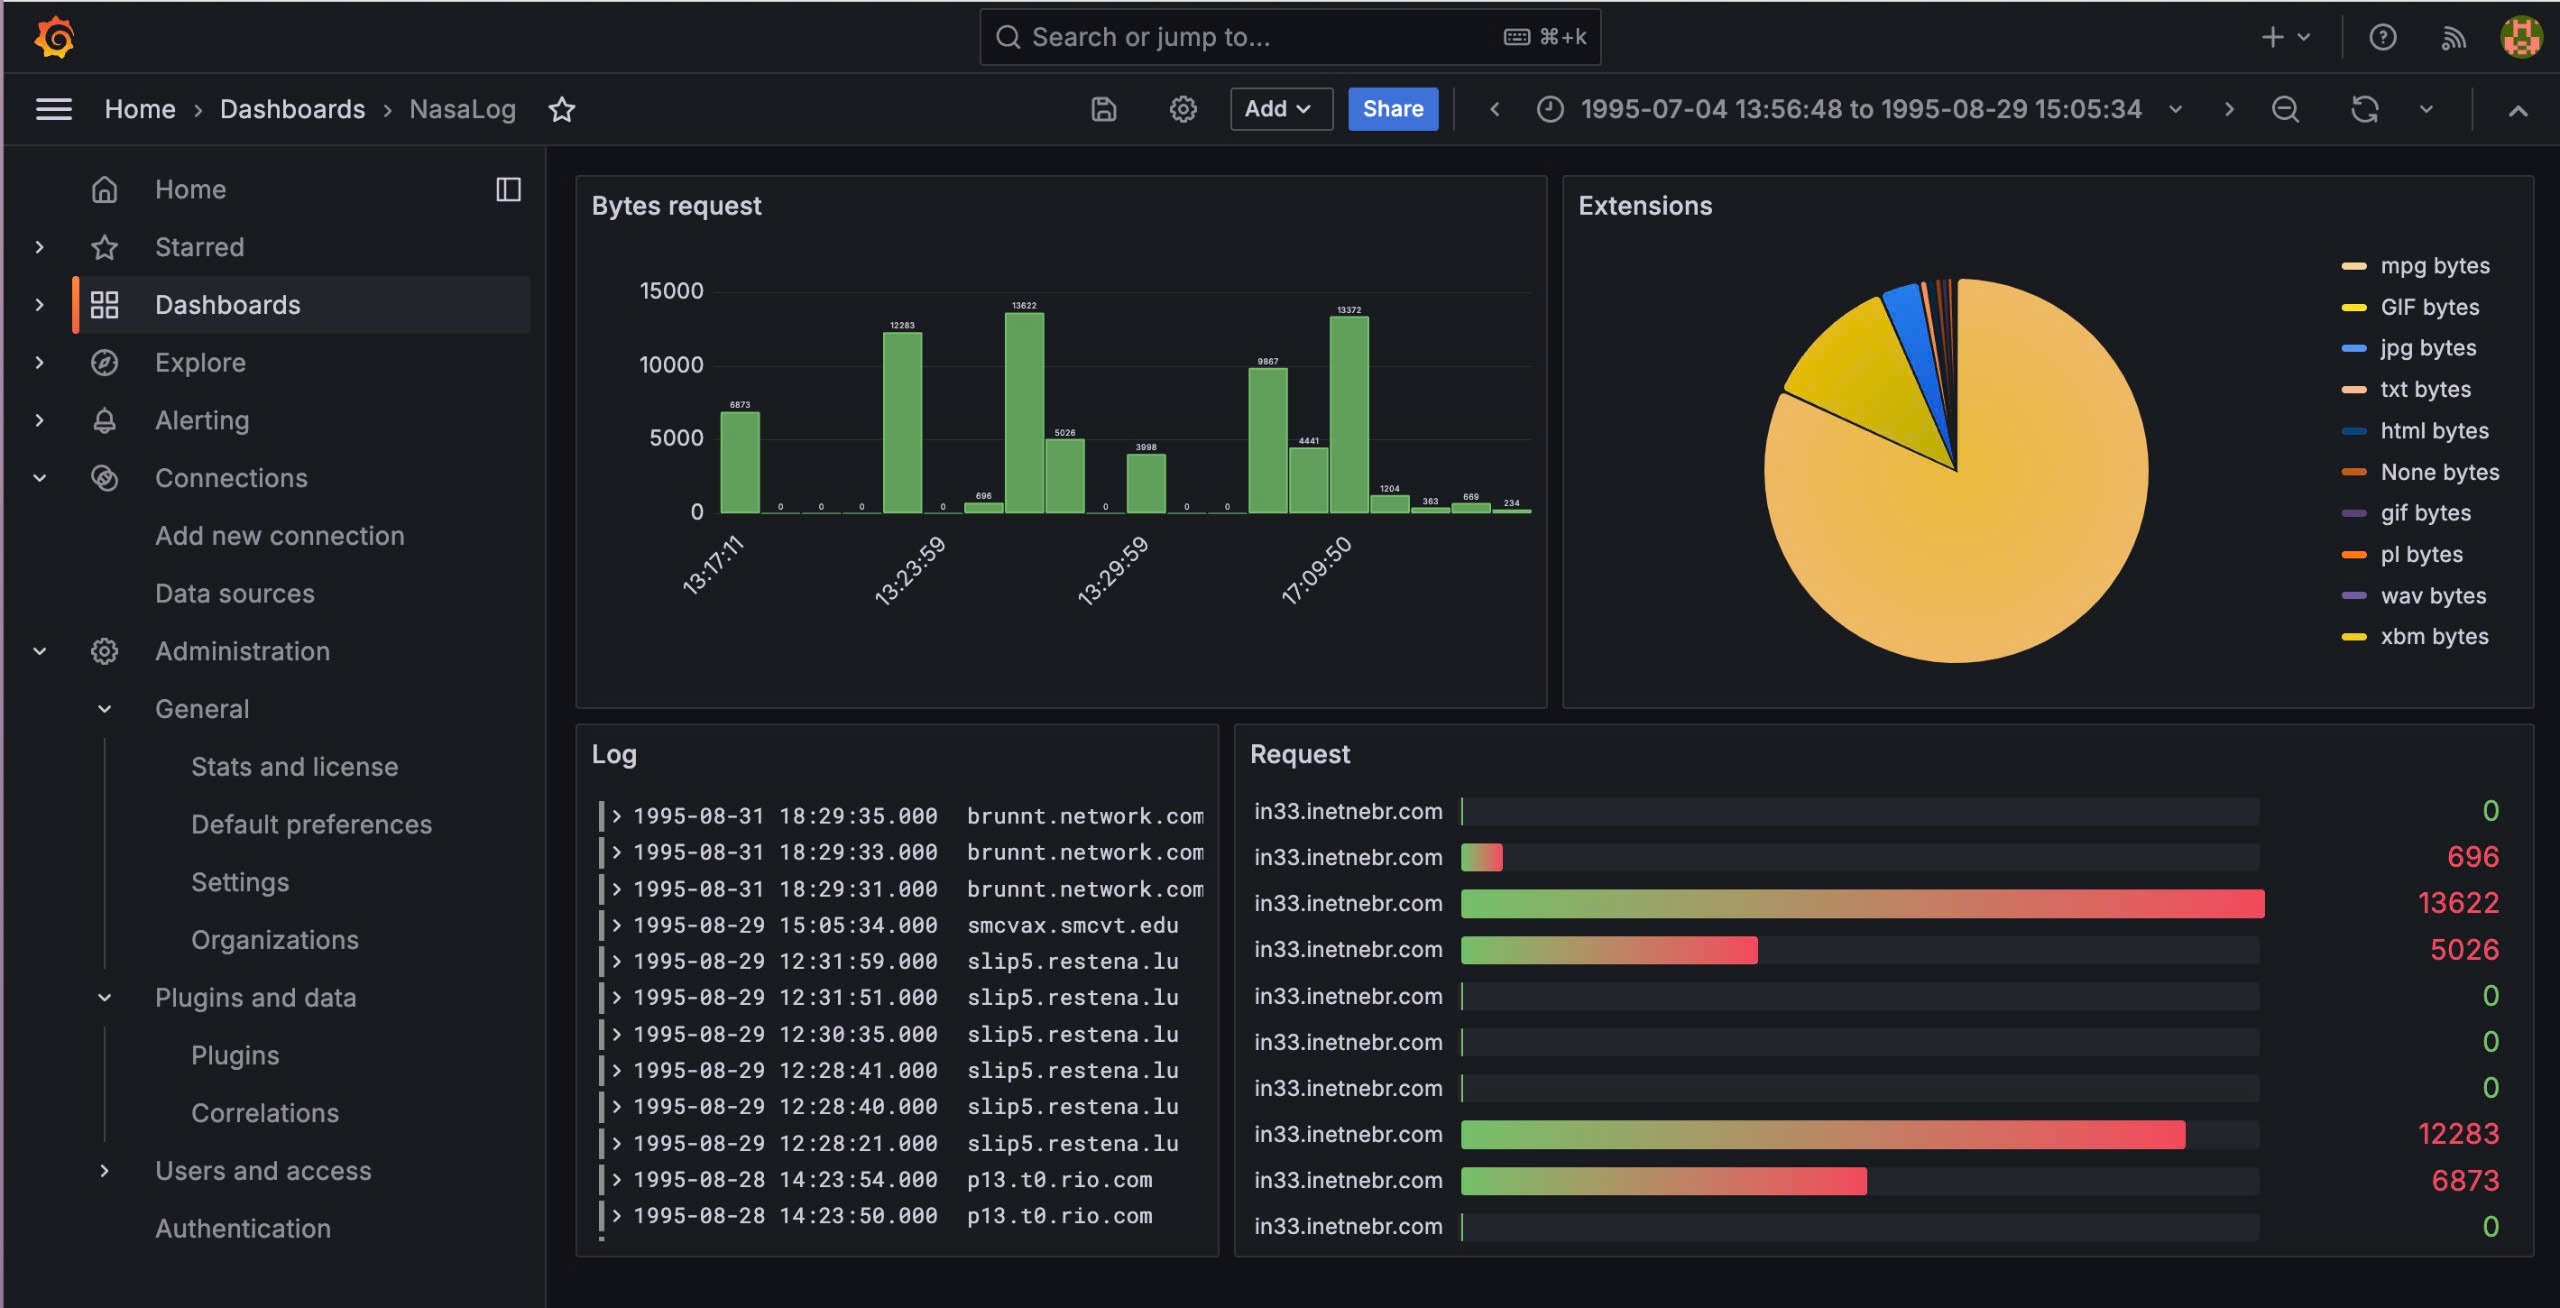 Search or jump to... ⌘+k
Home › Dashboards › NasaLog
Add
Share
1995-07-04 13:56:48 to 1995-08-29 15:05:34
Home
Starred
Dashboards
Explore
Alerting
Connections
Add new connection
Data sources
Administration
General
Stats and license
Default preferences
Settings
Organizations
Plugins and data
Plugins
Correlations
Users and access
Authentication
Bytes request
15000
10000
5000
0
6873
0
0
0
12283
0
696
13622
5026
0
3998
0
0
9867
4441
13372
1204
363
669
234
13:17:11
13:23:59
13:29:59
17:09:50
Extensions
mpg bytes
GIF bytes
jpg bytes
txt bytes
html bytes
None bytes
gif bytes
pl bytes
wav bytes
xbm bytes
Log
1995-08-31 18:29:35.000 brunnt.network.com
1995-08-31 18:29:33.000 brunnt.network.com
1995-08-31 18:29:31.000 brunnt.network.com
1995-08-29 15:05:34.000 smcvax.smcvt.edu
1995-08-29 12:31:59.000 slip5.restena.lu
1995-08-29 12:31:51.000 slip5.restena.lu
1995-08-29 12:30:35.000 slip5.restena.lu
1995-08-29 12:28:41.000 slip5.restena.lu
1995-08-29 12:28:40.000 slip5.restena.lu
1995-08-29 12:28:21.000 slip5.restena.lu
1995-08-28 14:23:54.000 p13.t0.rio.com
1995-08-28 14:23:50.000 p13.t0.rio.com
Request
in33.inetnebr.com 0
in33.inetnebr.com 696
in33.inetnebr.com 13622
in33.inetnebr.com 5026
in33.inetnebr.com 0
in33.inetnebr.com 0
in33.inetnebr.com 0
in33.inetnebr.com 12283
in33.inetnebr.com 6873
in33.inetnebr.com 0